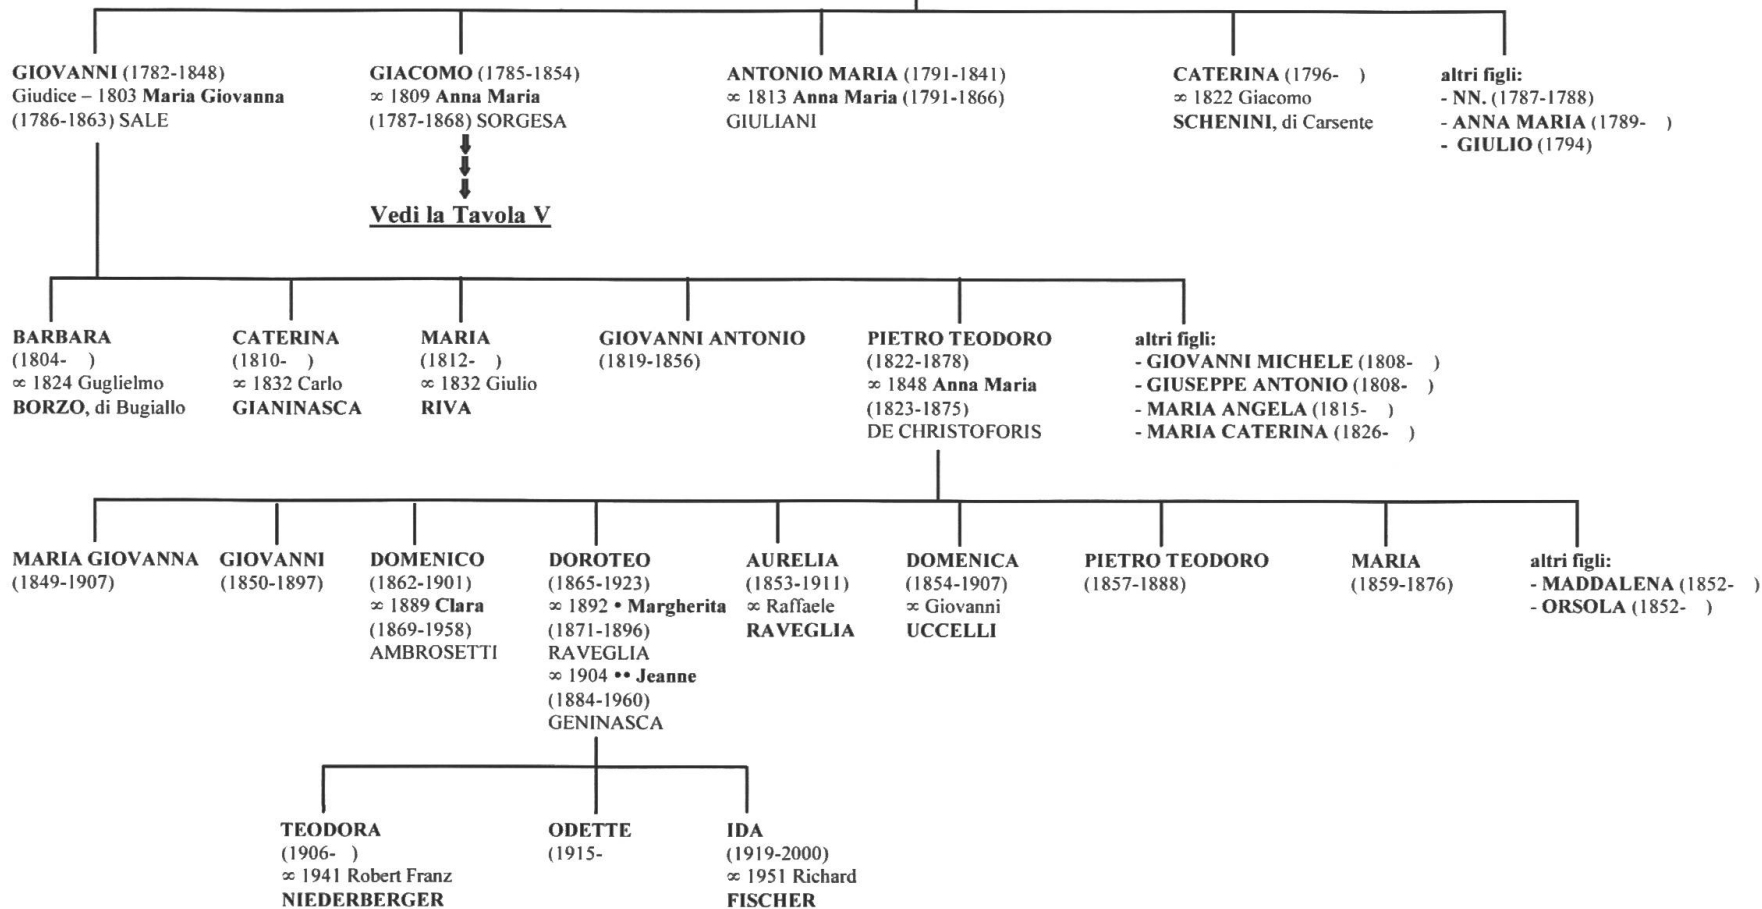 GIOVANNI (1782-1848)
Giudice – 1803 Maria Giovanna
(1786-1863) SALE
GIACOMO (1785-1854)
∞ 1809 Anna Maria
(1787-1868) SORGESA
Vedi la Tavola V
ANTONIO MARIA (1791-1841)
∞ 1813 Anna Maria (1791-1866)
GIULIANI
CATERINA (1796-   )
∞ 1822 Giacomo
SCHENINI, di Carsente
altri figli:
- NN. (1787-1788)
- ANNA MARIA (1789-   )
- GIULIO (1794)
BARBARA
(1804-   )
∞ 1824 Guglielmo
BORZO, di Bugiallo
CATERINA
(1810-   )
∞ 1832 Carlo
GIANINASCA
MARIA
(1812-   )
∞ 1832 Giulio
RIVA
GIOVANNI ANTONIO
(1819-1856)
PIETRO TEODORO
(1822-1878)
∞ 1848 Anna Maria
(1823-1875)
DE CHRISTOFORIS
altri figli:
- GIOVANNI MICHELE (1808-   )
- GIUSEPPE ANTONIO (1808-   )
- MARIA ANGELA (1815-   )
- MARIA CATERINA (1826-   )
MARIA GIOVANNA
(1849-1907)
GIOVANNI
(1850-1897)
DOMENICO
(1862-1901)
∞ 1889 Clara
(1869-1958)
AMBROSETTI
DOROTEO
(1865-1923)
∞ 1892 • Margherita
(1871-1896)
RAVEGLIA
∞ 1904 •• Jeanne
(1884-1960)
GENINASCA
AURELIA
(1853-1911)
∞ Raffaele
RAVEGLIA
DOMENICA
(1854-1907)
∞ Giovanni
UCCELLI
PIETRO TEODORO
(1857-1888)
MARIA
(1859-1876)
altri figli:
- MADDALENA (1852-   )
- ORSOLA (1852-   )
TEODORA
(1906-   )
∞ 1941 Robert Franz
NIEDERBERGER
ODETTE
(1915-
IDA
(1919-2000)
∞ 1951 Richard
FISCHER